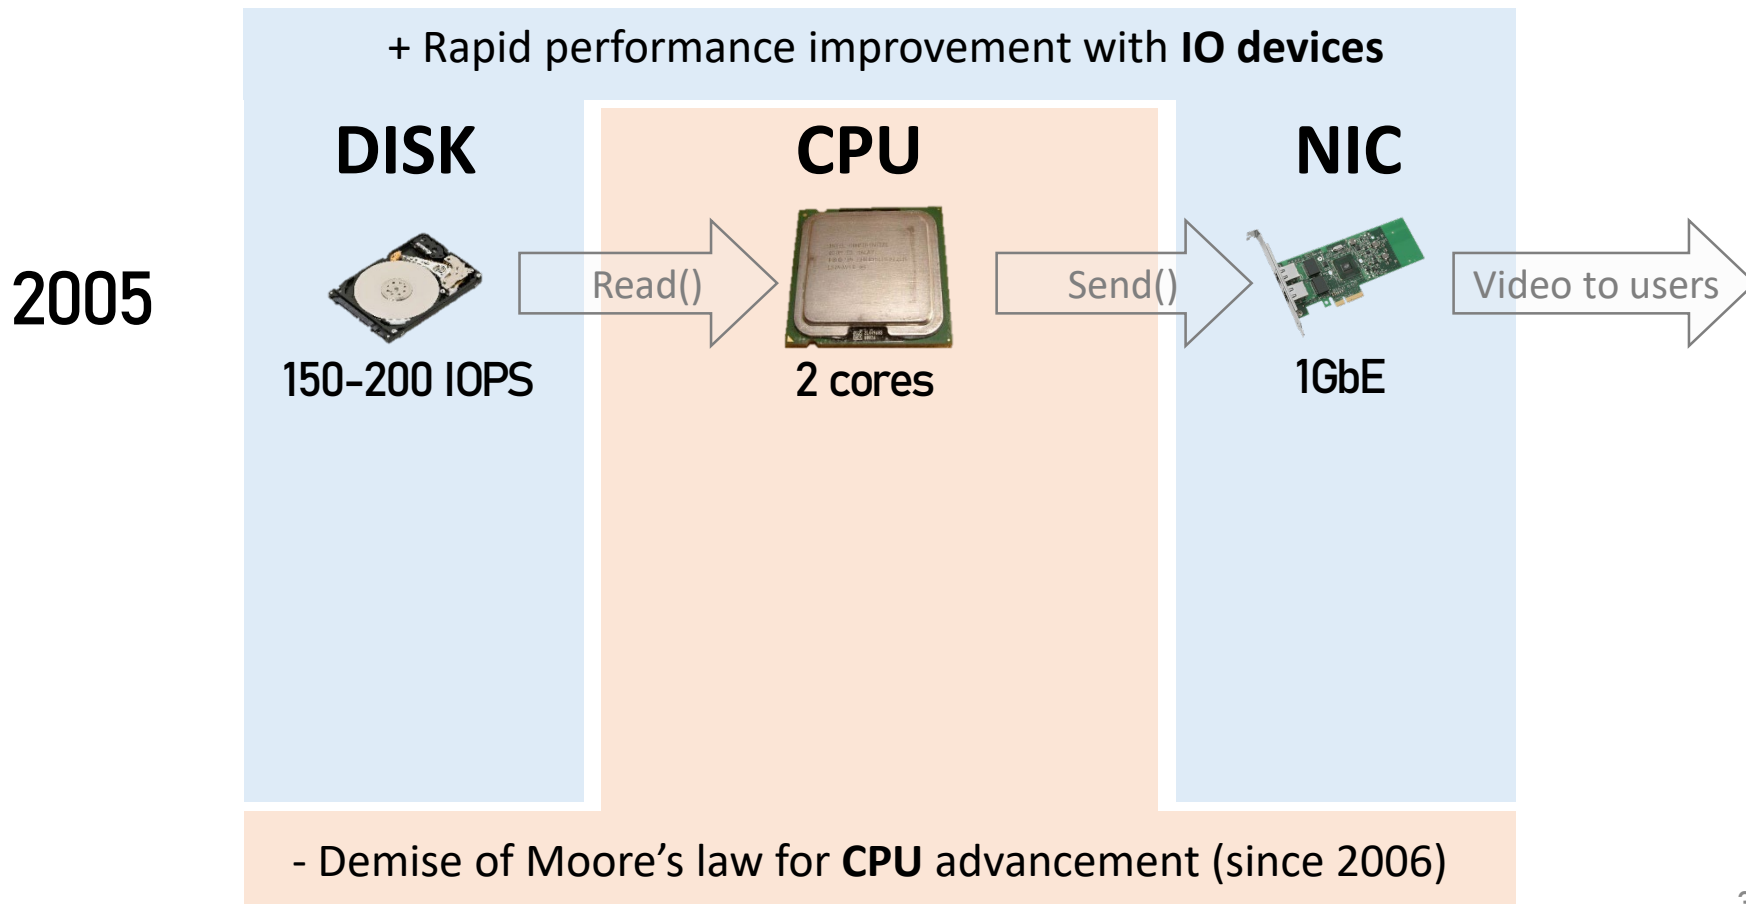 + Rapid performance improvement with IO devices
DISK
CPU
NIC
2005
Read()
Send()
Video to users
150-200 IOPS
2 cores
1GbE
- Demise of Moore’s law for CPU advancement (since 2006)